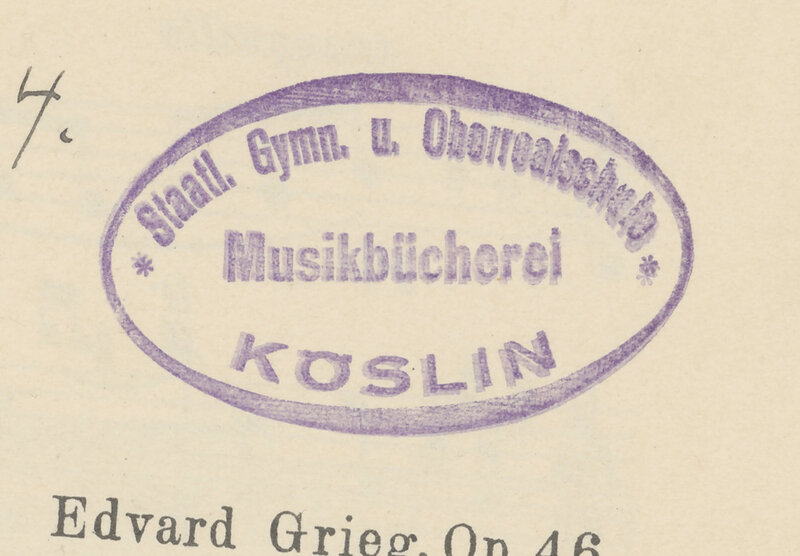 4.
* Staatl. Gymn. u. Oberrealschule *
Musikbücherei
KÖSLIN
Edvard Grieg, Op. 46